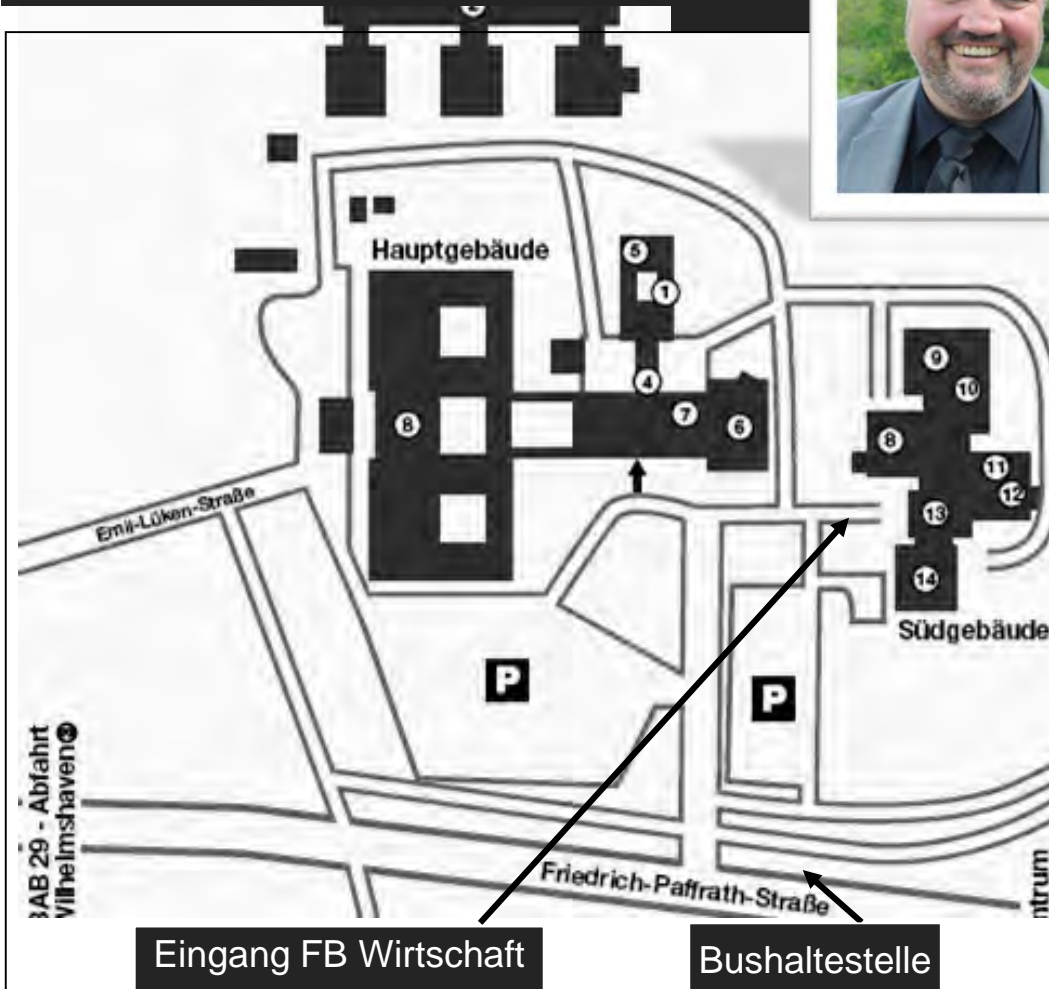 Hauptgebäude
5
1
4
7
6
8
9
10
8
11
12
13
14
Südgebäude
Emil-Lüken-Straße
P
P
BAB 29 - Abfahrt
Wilhelmshaven
Friedrich-Paffrath-Straße
Eingang FB Wirtschaft
Bushaltestelle